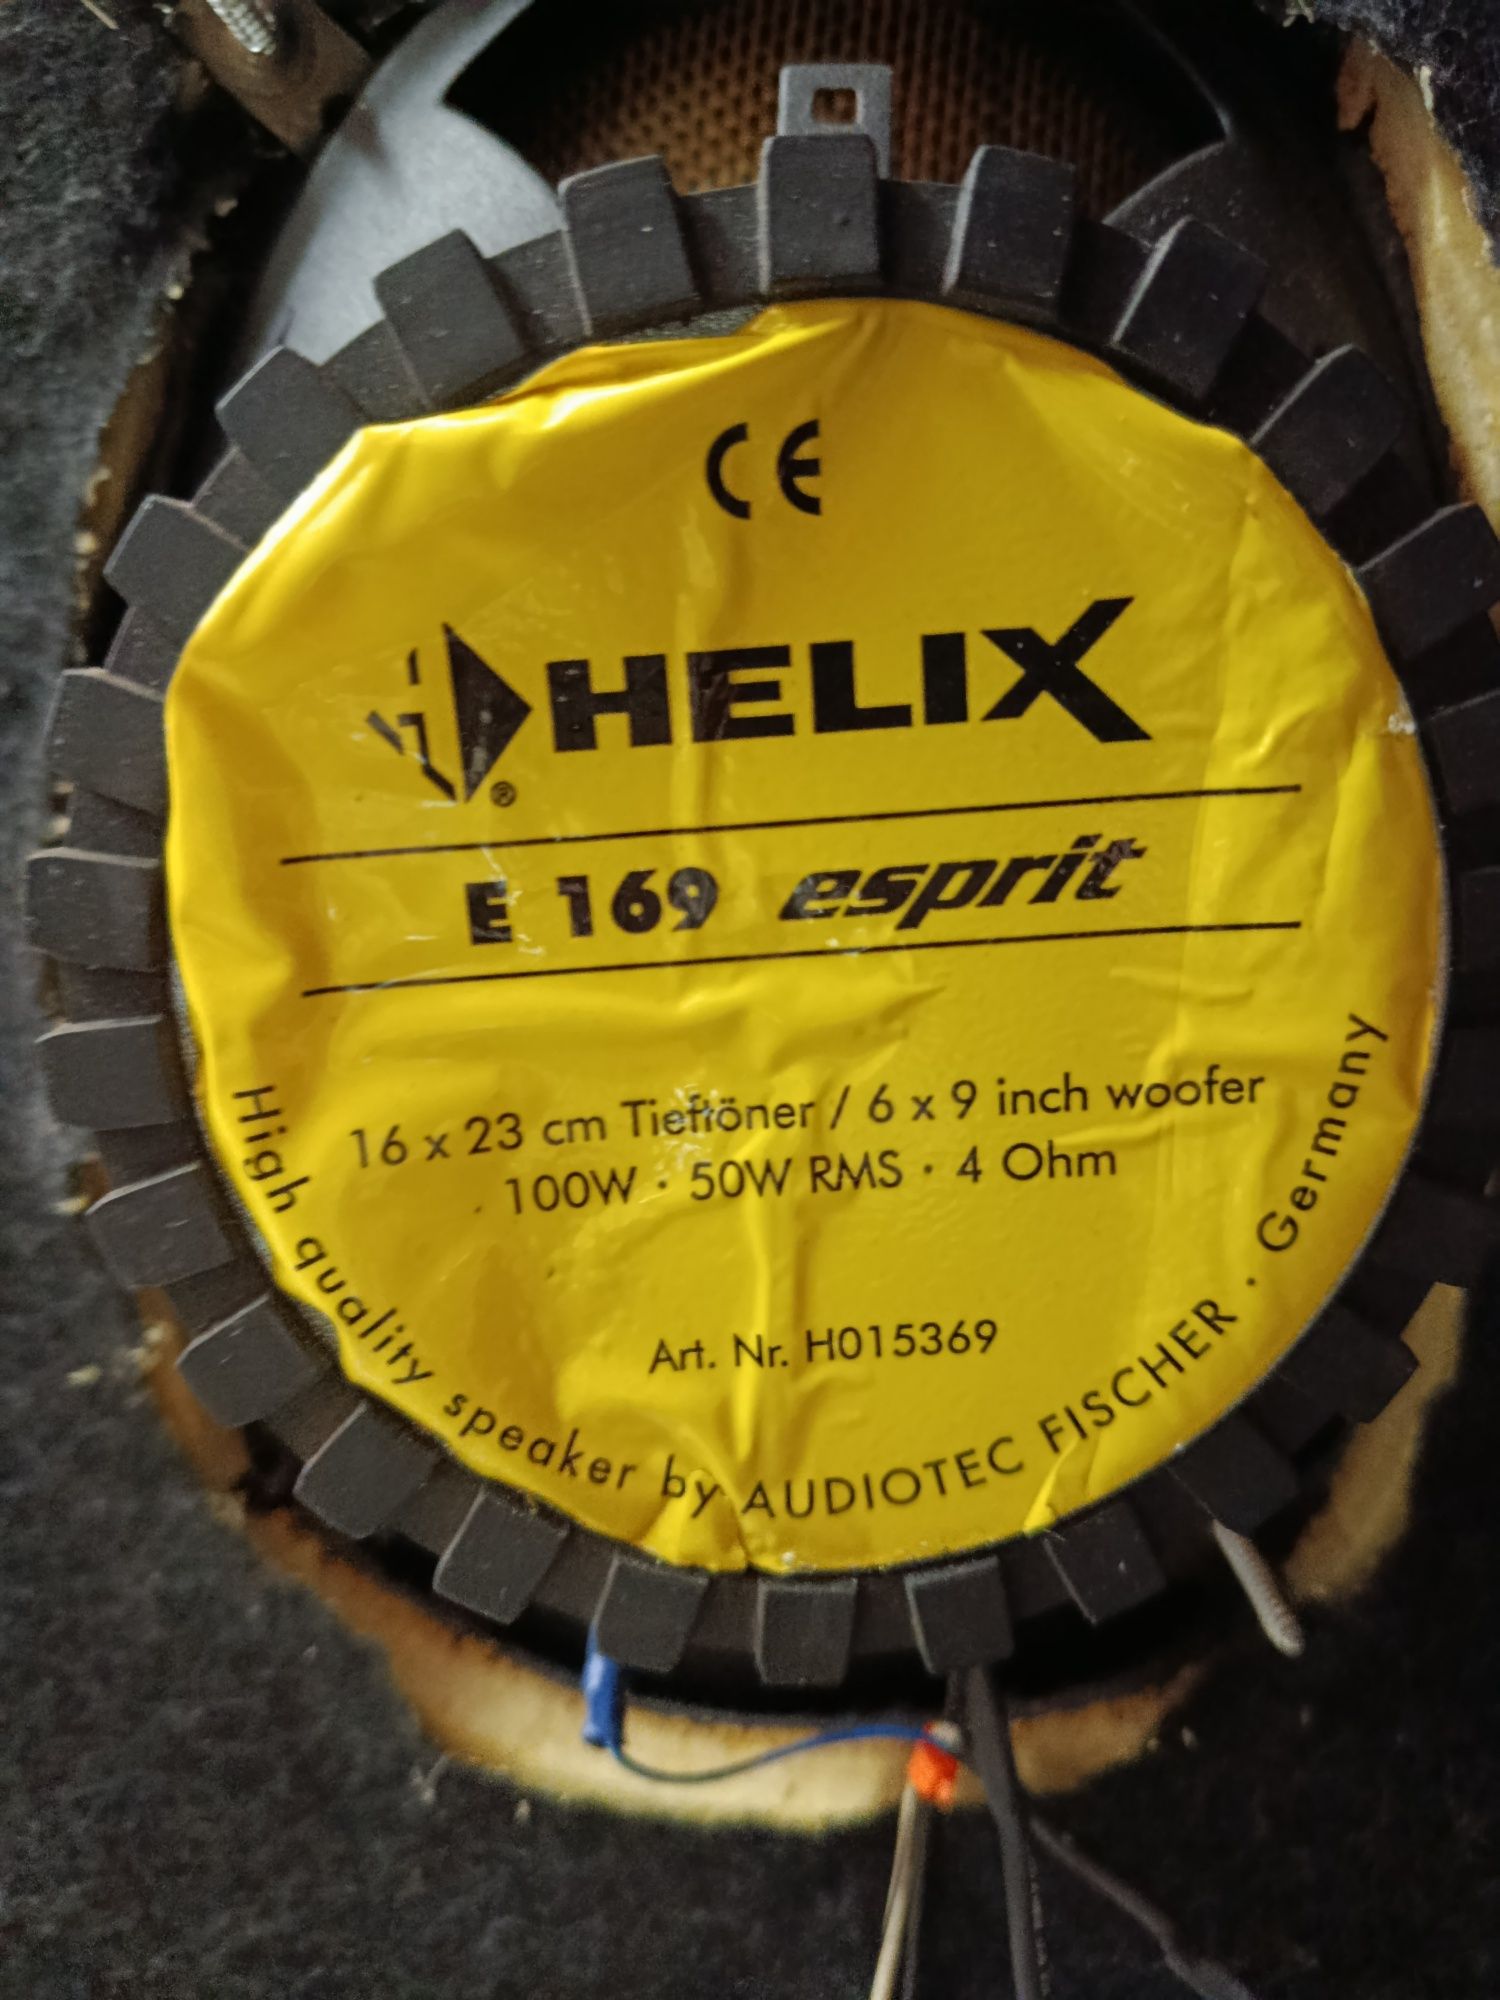 CE
HELIX
®
E 169 esprit
16 x 23 cm Tieftöner / 6 x 9 inch woofer
100W · 50W RMS · 4 Ohm
Art. Nr. H015369
High quality speaker by AUDIOTEC FISCHER · Germany